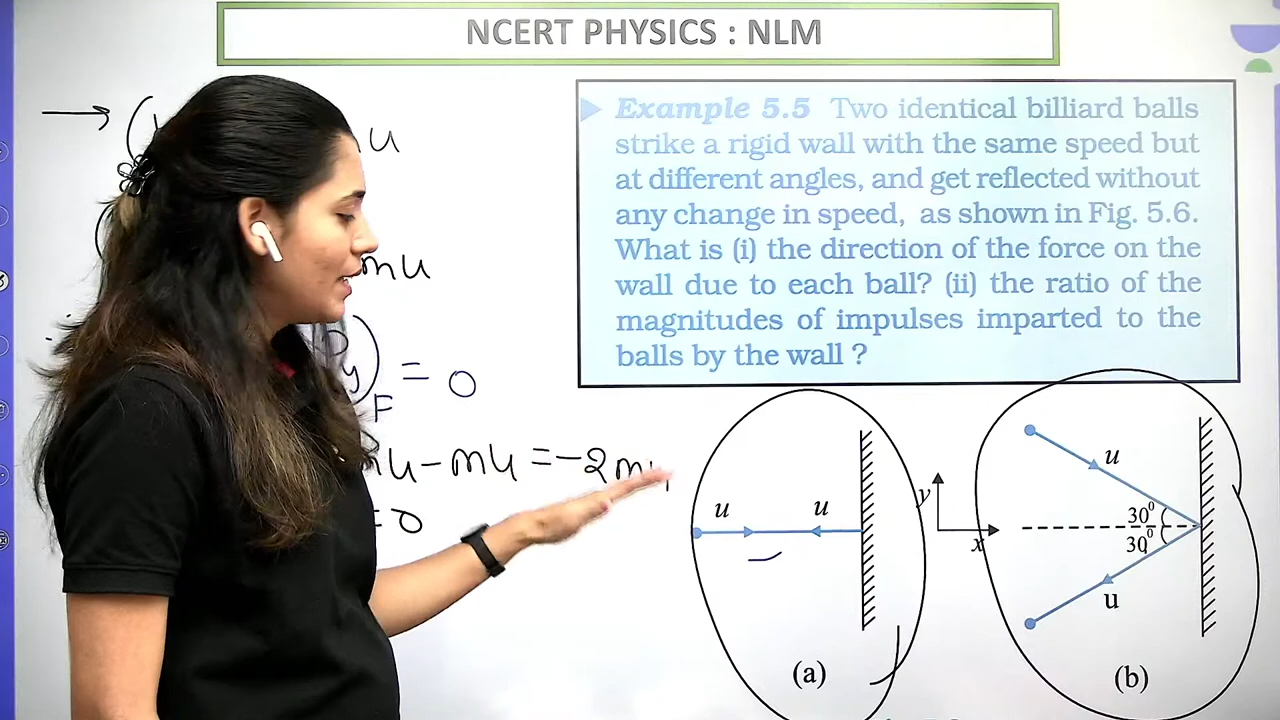 NCERT PHYSICS : NLM
Example 5.5 Two identical billiard balls
strike a rigid wall with the same speed but
at different angles, and get reflected without
any change in speed, as shown in Fig. 5.6.
What is (i) the direction of the force on the
wall due to each ball? (ii) the ratio of the
magnitudes of impulses imparted to the
balls by the wall ?
u
mu
y) = 0
F
mu - mu = -2m
= 0
u u
y
x
u
30⁰
30⁰
u
(a)
(b)